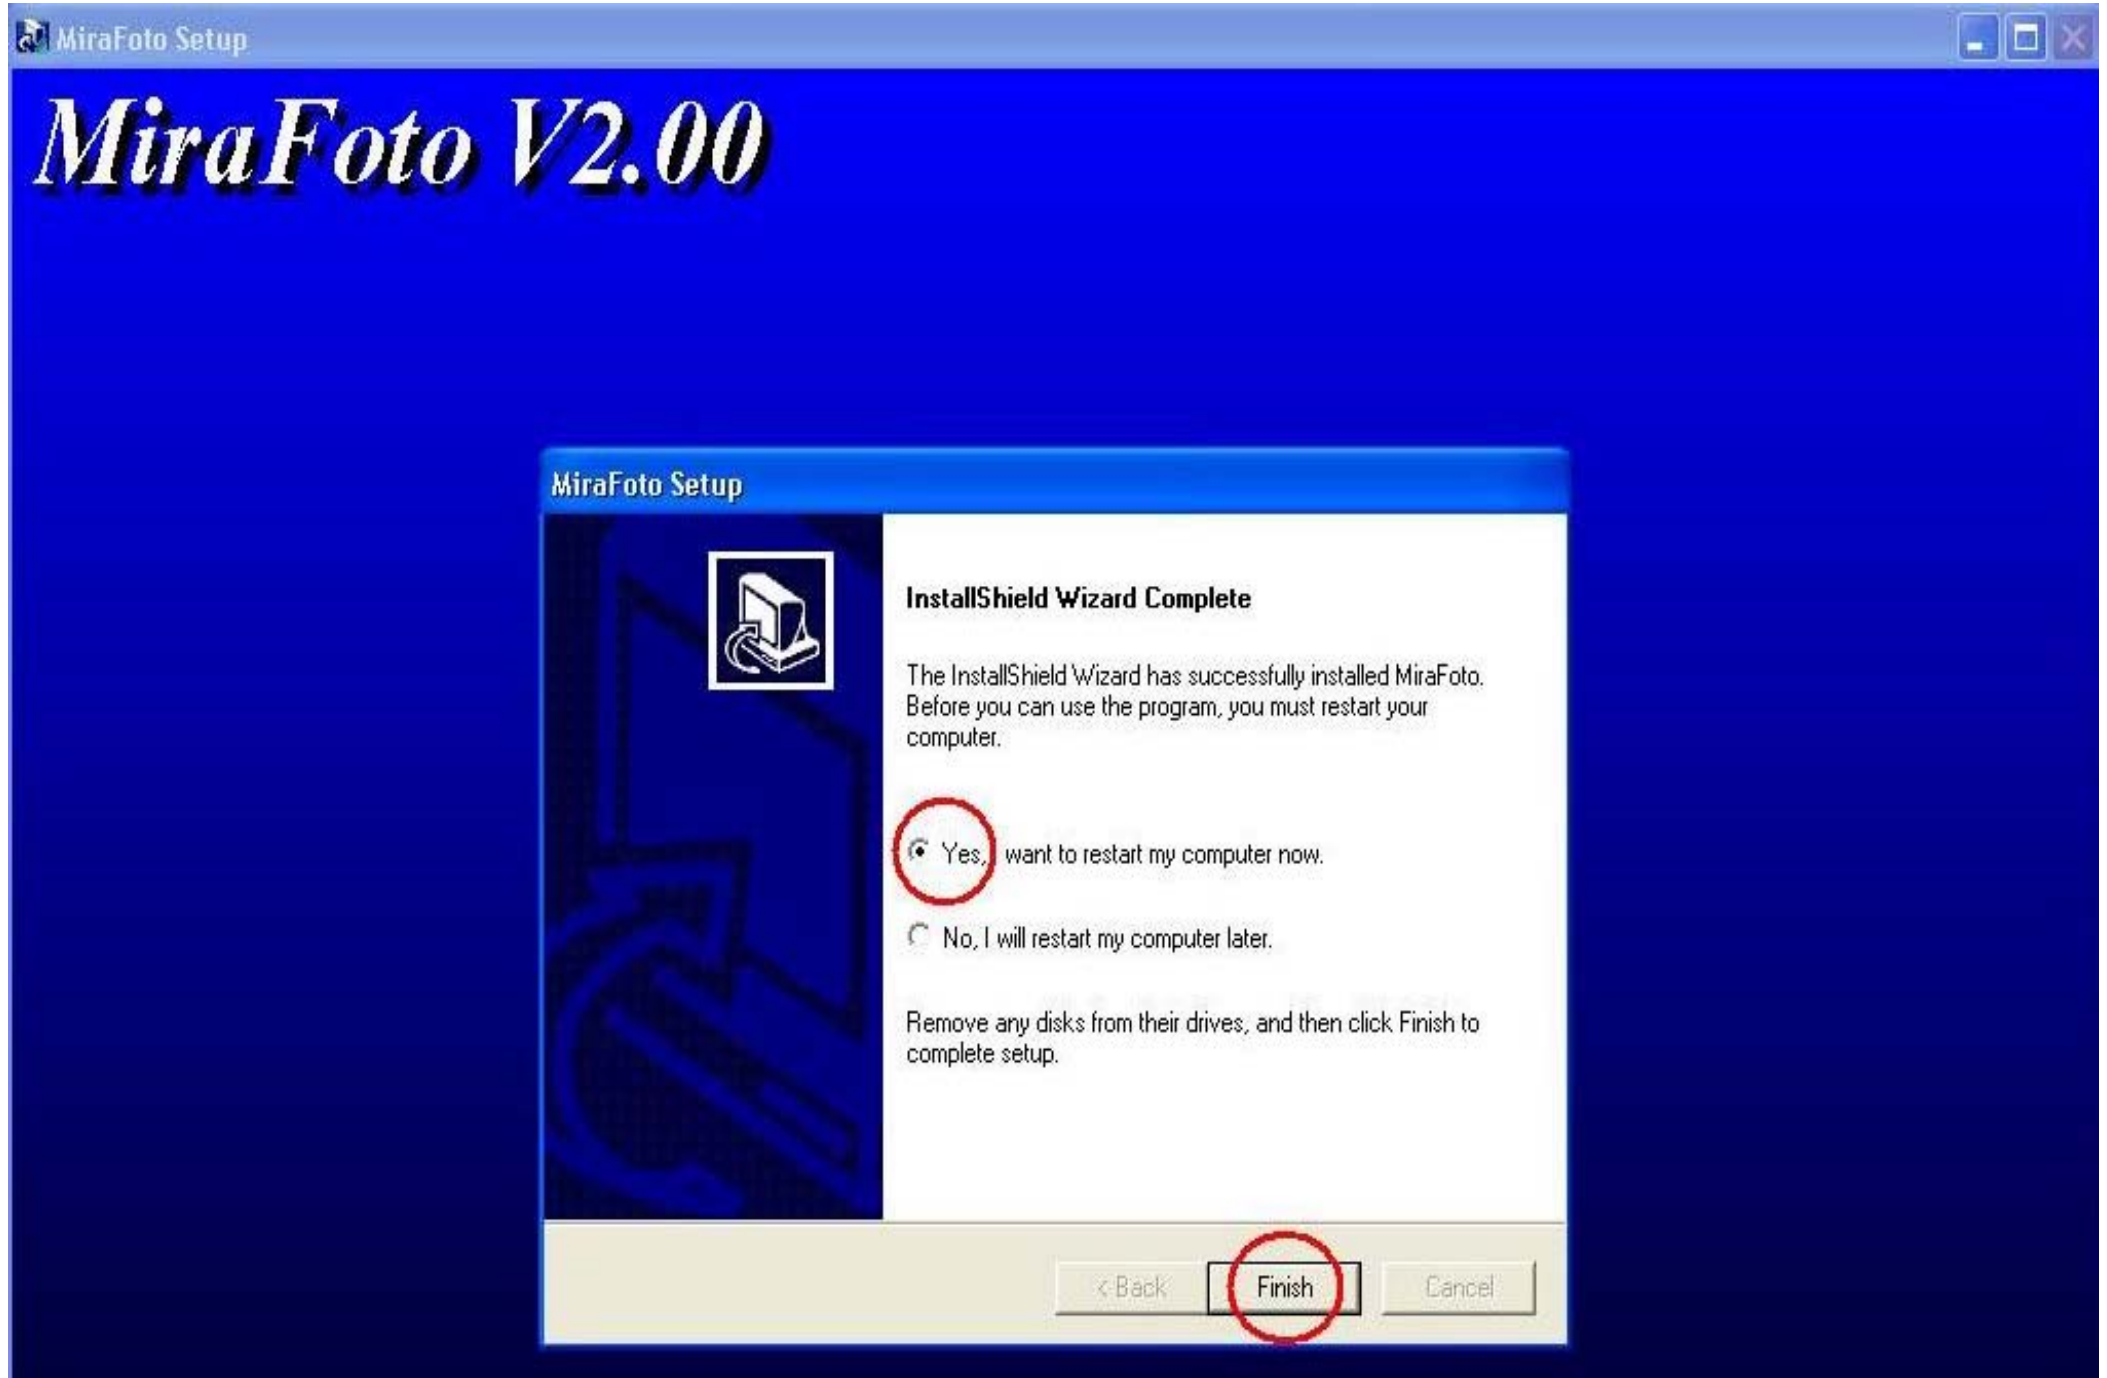 MiraFoto Setup
MiraFoto V2.00
MiraFoto Setup
InstallShield Wizard Complete
The InstallShield Wizard has successfully installed MiraFoto.
Before you can use the program, you must restart your
computer.
Yes, want to restart my computer now.
No, I will restart my computer later.
Remove any disks from their drives, and then click Finish to
complete setup.
< Back Finish Cancel